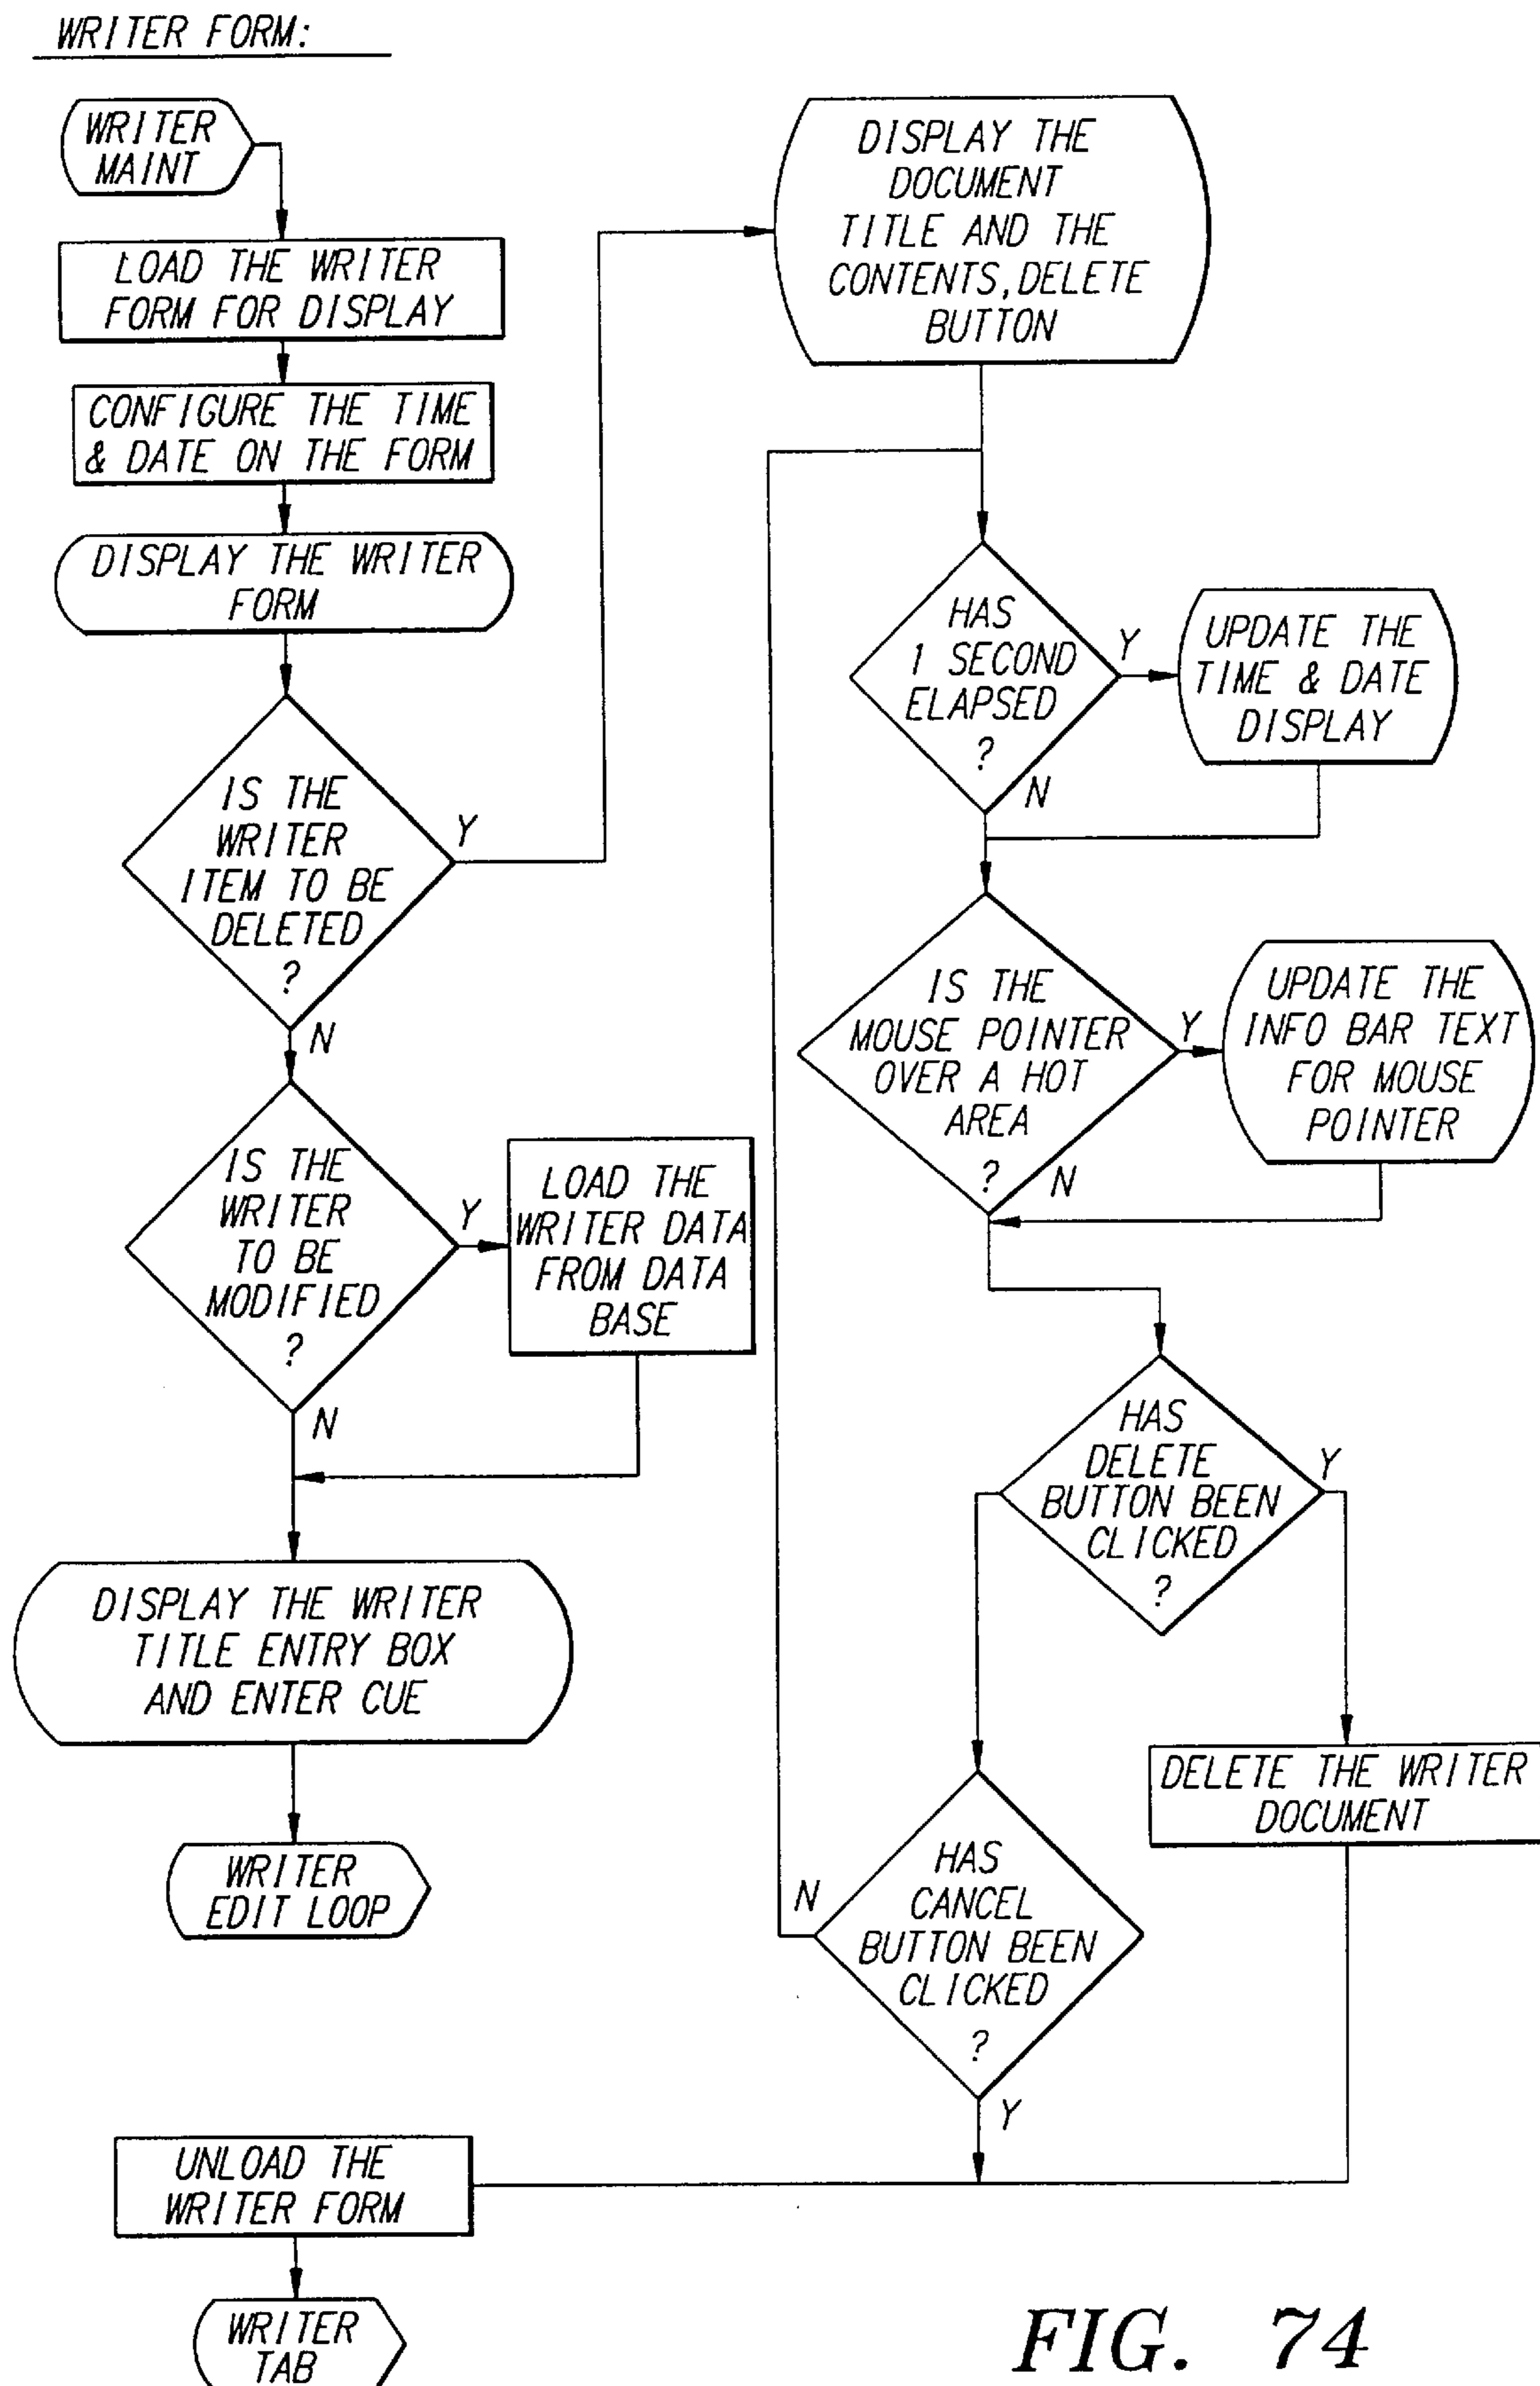 WRITER FORM:
WRITER
MAINT
LOAD THE WRITER
FORM FOR DISPLAY
CONFIGURE THE TIME
& DATE ON THE FORM
DISPLAY THE WRITER
FORM
IS THE
WRITER
ITEM TO BE
DELETED
?
Y
N
IS THE
WRITER
TO BE
MODIFIED
?
Y
N
LOAD THE
WRITER DATA
FROM DATA
BASE
DISPLAY THE WRITER
TITLE ENTRY BOX
AND ENTER CUE
WRITER
EDIT LOOP
DISPLAY THE
DOCUMENT
TITLE AND THE
CONTENTS, DELETE
BUTTON
HAS
1 SECOND
ELAPSED
?
Y
N
UPDATE THE
TIME & DATE
DISPLAY
IS THE
MOUSE POINTER
OVER A HOT
AREA
?
Y
N
UPDATE THE
INFO BAR TEXT
FOR MOUSE
POINTER
HAS
DELETE
BUTTON BEEN
CLICKED
?
Y
DELETE THE WRITER
DOCUMENT
HAS
CANCEL
BUTTON BEEN
CLICKED
?
N
Y
UNLOAD THE
WRITER FORM
WRITER
TAB
FIG. 74